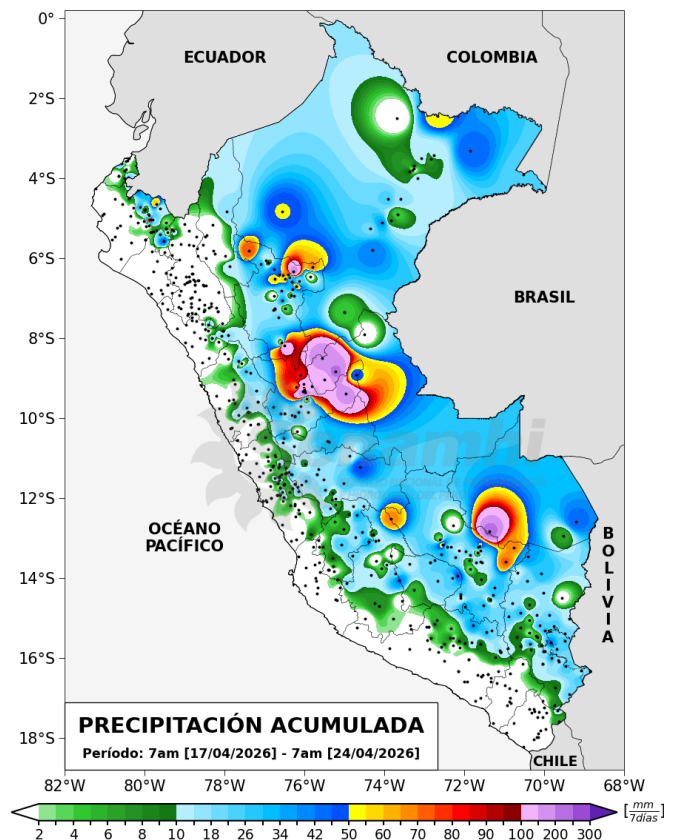 0°
2°S
4°S
6°S
8°S
10°S
12°S
14°S
16°S
18°S
ECUADOR
COLOMBIA
BRASIL
OCÉANO
PACÍFICO
B
O
L
I
V
I
A
CHILE
PRECIPITACIÓN ACUMULADA
Período: 7am [17/04/2026] - 7am [24/04/2026]
82°W 80°W 78°W 76°W 74°W 72°W 70°W 68°W
2 4 6 8 10 18 26 34 42 50 60 70 80 90 100 200 300
[mm
7días]